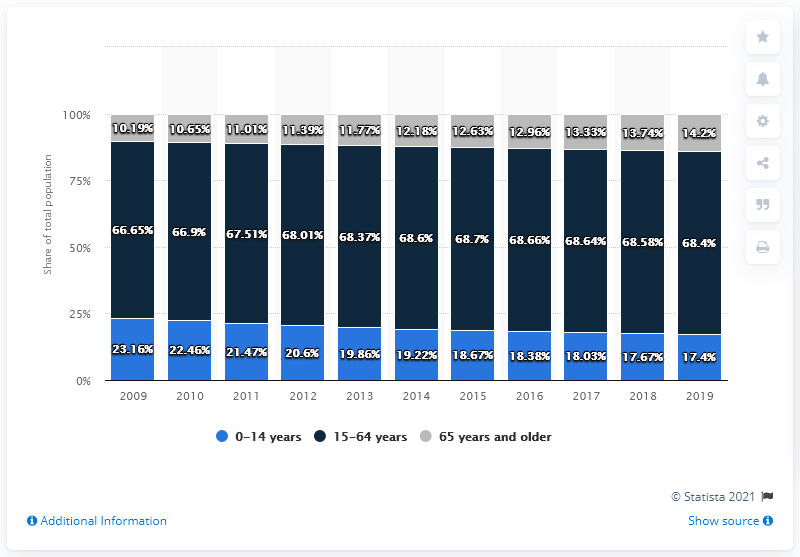 Share of total population
100%
75%
50%
25%
0%
10.19% 10.65% 11.01% 11.39% 11.77% 12.18% 12.63% 12.96% 13.33% 13.74% 14.2%
66.65% 66.9% 67.51% 68.01% 68.37% 68.6% 68.7% 68.66% 68.64% 68.58% 68.4%
23.16% 22.46% 21.47% 20.6% 19.86% 19.22% 18.67% 18.38% 18.03% 17.67% 17.4%
2009 2010 2011 2012 2013 2014 2015 2016 2017 2018 2019
0–14 years 15–64 years 65 years and older
© Statista 2021
Additional Information Show source